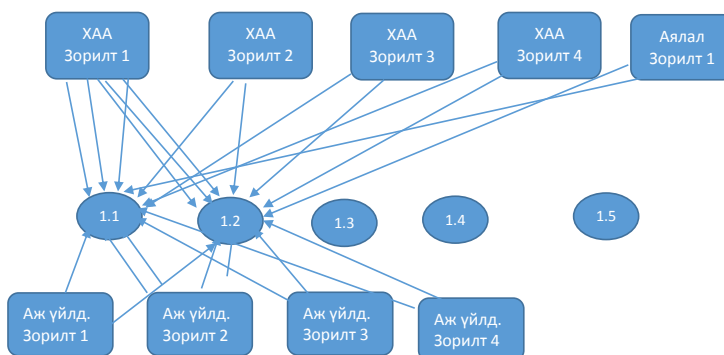 ХАА
Зорилт 1
ХАА
Зорилт 2
ХАА
Зорилт 3
ХАА
Зорилт 4
Аялал
Зорилт 1
1.1
1.2
1.3
1.4
1.5
Аж үйлд.
Зорилт 1
Аж үйлд.
Зорилт 2
Аж үйлд.
Зорилт 3
Аж үйлд.
Зорилт 4